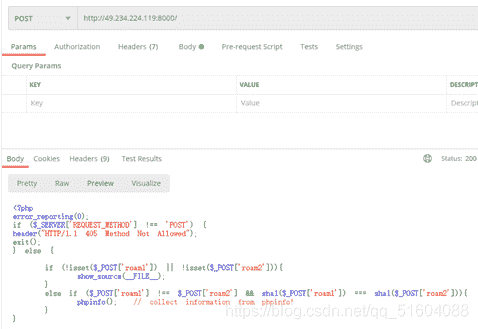 POST
http://49.234.224.119:8000/
Params Authorization Headers (7) Body Pre-request Script Tests Settings
Query Params
KEY VALUE DESCRIPT
Key Value Descript
Body Cookies Headers (9) Test Results Status: 200
Pretty Raw Preview Visualize
<?php
error_reporting(0);
if ($_SERVER['REQUEST_METHOD'] !== 'POST') {
header("HTTP/1.1 405 Method Not Allowed");
exit();
} else {
if (!isset($_POST['roam1']) || !isset($_POST['roam2'])){
show_source(__FILE__);
}
else if ($_POST['roam1'] !== $_POST['roam2'] && sha1($_POST['roam1']) === sha1($_POST['roam2'])){
phpinfo(); // collect information from phpinfo!
}
https://blog.csdn.net/qq_51604088